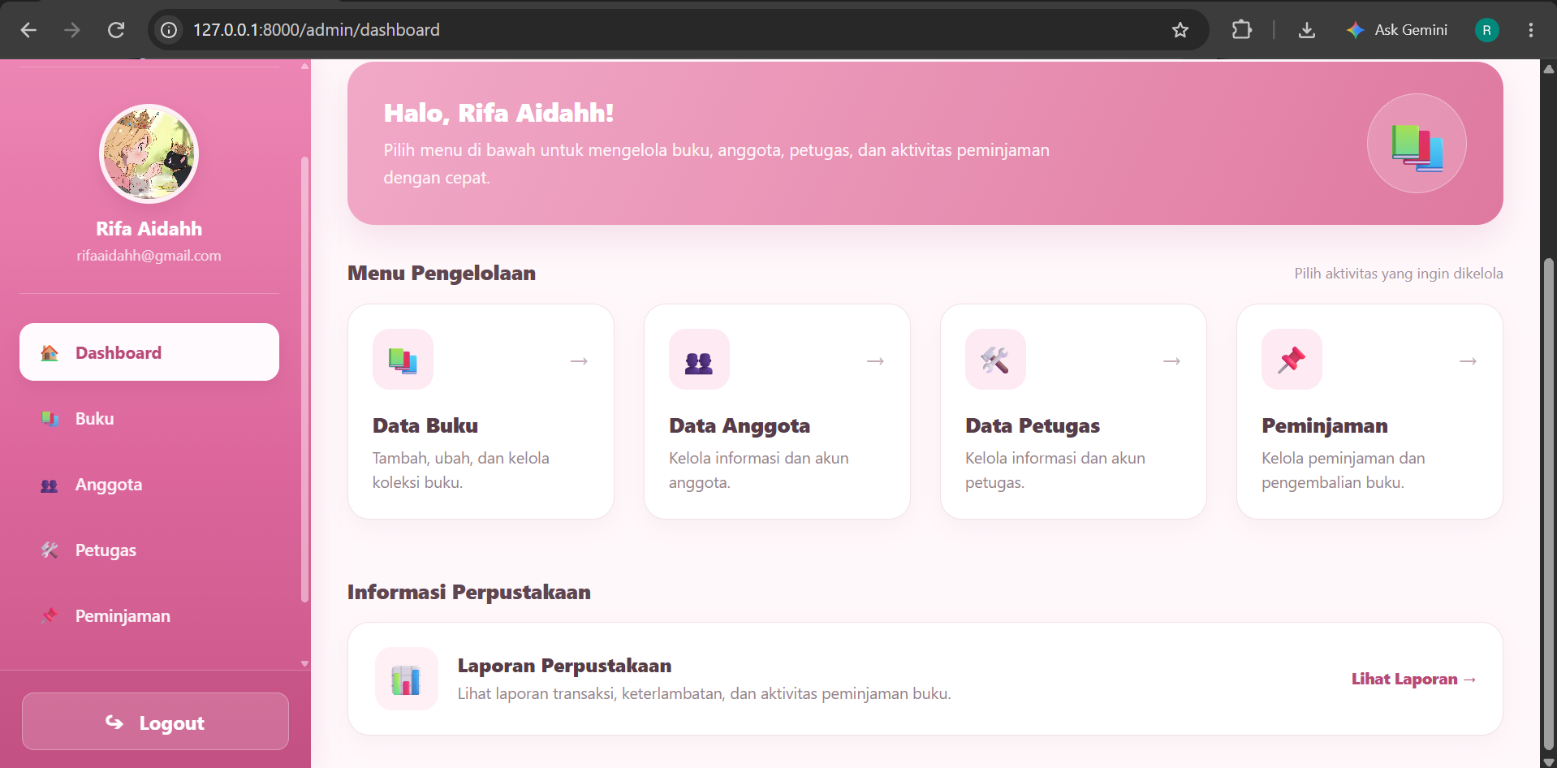 127.0.0.1:8000/admin/dashboard
Ask Gemini
R
Rifa Aidahh
rifaaidahh@gmail.com
Dashboard
Buku
Anggota
Petugas
Peminjaman
Logout
Halo, Rifa Aidahh!
Pilih menu di bawah untuk mengelola buku, anggota, petugas, dan aktivitas peminjaman
dengan cepat.
Menu Pengelolaan
Pilih aktivitas yang ingin dikelola
→
Data Buku
Tambah, ubah, dan kelola
koleksi buku.
→
Data Anggota
Kelola informasi dan akun
anggota.
→
Data Petugas
Kelola informasi dan akun
petugas.
→
Peminjaman
Kelola peminjaman dan
pengembalian buku.
Informasi Perpustakaan
Laporan Perpustakaan
Lihat laporan transaksi, keterlambatan, dan aktivitas peminjaman buku.
Lihat Laporan →